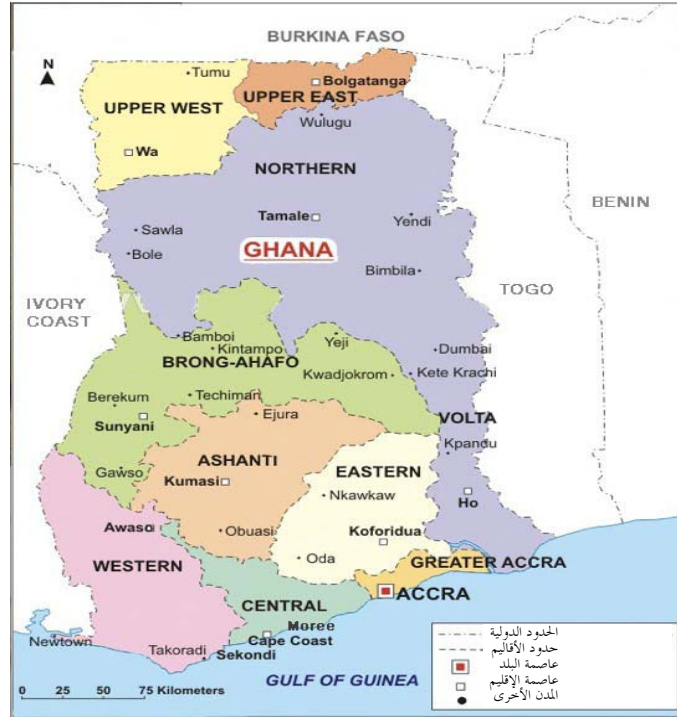 BURKINA FASO
N
Tumu
Bolgatanga
UPPER EAST
UPPER WEST
Wulugu
Wa
NORTHERN
BENIN
Tamale
Yendi
Sawla
GHANA
Bole
Bimbila
TOGO
IVORY
COAST
Bamboi
Kintampo
Yeji
Dumbai
BRONG-AHAFO
Kwadjokrom
Kete Krachi
Berekum
Techiman
Ejura
VOLTA
Sunyani
Kpandu
ASHANTI
EASTERN
Gawso
Kumasi
Nkawkaw
Ho
Awaso
Obuasi
Koforidua
WESTERN
Oda
GREATER ACCRA
CENTRAL
ACCRA
Moree
Newtown
Cape Coast
Takoradi
Sekondi
GULF OF GUINEA
0 25 50 75 Kilometers
الحدود الدولية
حدود الأقاليم
عاصمة البلد
عاصمة الإقليم
المدن الأخرى